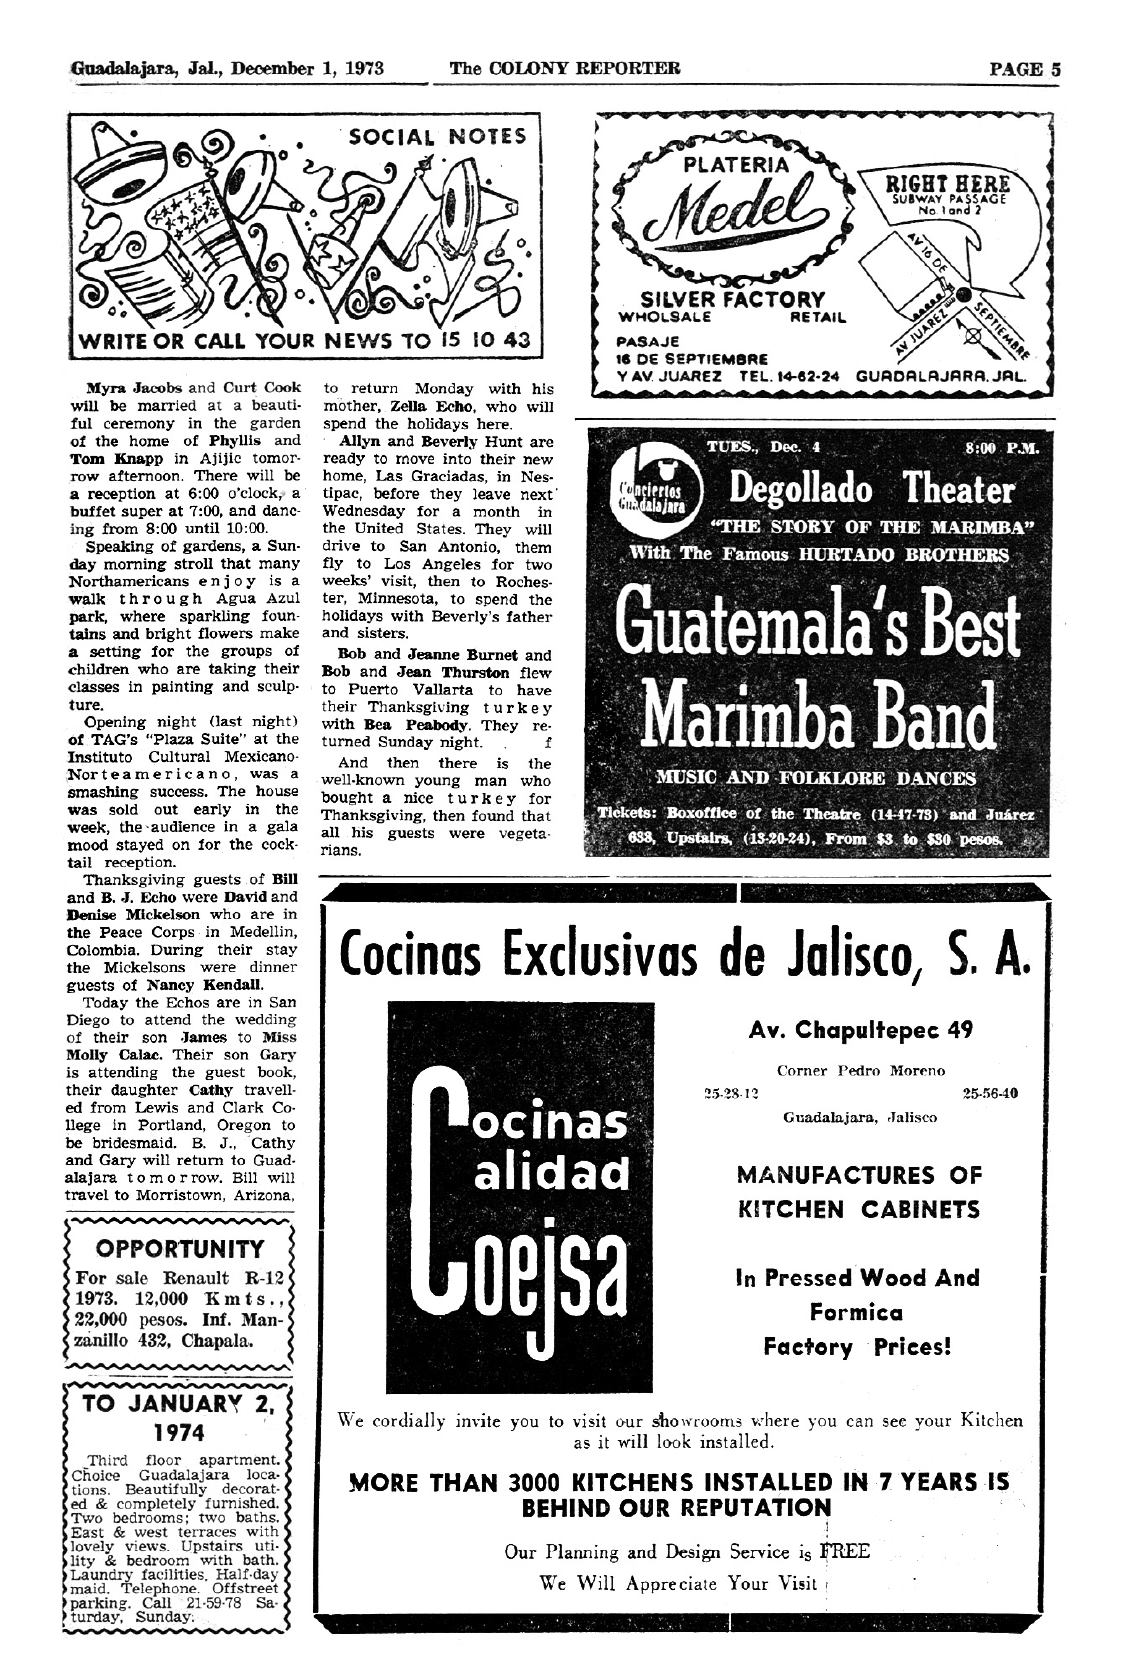 Guadalajara, Jal., December 1, 1973 The COLONY REPORTER PAGE 5
SOCIAL NOTES
WRITE OR CALL YOUR NEWS TO 15 10 43
Myra Jacobs and Curt Cook
will be married at a beauti-
ful ceremony in the garden
of the home of Phyllis and
Tom Knapp in Ajijic tomor-
row afternoon. There will be
a reception at 6:00 o'clock, a
buffet super at 7:00, and danc-
ing from 8:00 until 10:00.
Speaking of gardens, a Sun-
day morning stroll that many
Northamericans enjoy is a
walk through Agua Azul
park, where sparkling foun-
tains and bright flowers make
a setting for the groups of
children who are taking their
classes in painting and sculp-
ture.
Opening night (last night)
of TAG's "Plaza Suite" at the
Instituto Cultural Mexicano-
Norteamericano, was a
smashing success. The house
was sold out early in the
week, the audience in a gala
mood stayed on for the cock-
tail reception.
Thanksgiving guests of Bill
and B. J. Echo were David and
Denise Mickelson who are in
the Peace Corps in Medellin,
Colombia. During their stay
the Mickelsons were dinner
guests of Nancy Kendall.
Today the Echos are in San
Diego to attend the wedding
of their son James to Miss
Molly Calac. Their son Gary
is attending the guest book,
their daughter Cathy travell-
ed from Lewis and Clark Co-
llege in Portland, Oregon to
be bridesmaid. B. J., Cathy
and Gary will return to Guad-
alajara tomorrow. Bill will
travel to Morristown, Arizona,
to return Monday with his
mother, Zella Echo, who will
spend the holidays here.
Allyn and Beverly Hunt are
ready to move into their new
home, Las Graciadas, in Nes-
tipac, before they leave next
Wednesday for a month in
the United States. They will
drive to San Antonio, them
fly to Los Angeles for two
weeks' visit, then to Roches-
ter, Minnesota, to spend the
holidays with Beverly's father
and sisters.
Bob and Jeanne Burnet and
Bob and Jean Thurston flew
to Puerto Vallarta to have
their Thanksgiving turkey
with Bea Peabody. They re-
turned Sunday night. f
And then there is the
well-known young man who
bought a nice turkey for
Thanksgiving, then found that
all his guests were vegeta-
rians.
OPPORTUNITY
For sale Renault R-12
1973. 12,000 Kmts.,
22,000 pesos. Inf. Man-
zanillo 432, Chapala.
TO JANUARY 2,
1974
Third floor apartment.
Choice Guadalajara loca-
tions. Beautifully decorat-
ed & completely furnished.
Two bedrooms; two baths.
East & west terraces with
lovely views. Upstairs uti-
lity & bedroom with bath.
Laundry facilities. Half-day
maid. Telephone. Offstreet
parking. Call 21-59-78 Sa-
turday, Sunday.
PLATERIA
Medel
SILVER FACTORY
WHOLSALE RETAIL
PASAJE
16 DE SEPTIEMBRE
Y AV. JUAREZ TEL. 14-62-24 GUADALAJARA. JAL.
RIGHT HERE
SUBWAY PASSAGE
No. 1 and 2
AV 16 DE
SEPTIEMBRE
AV JUAREZ
Conciertos
Guadalajara
TUES., Dec. 4 8:00 P.M.
Degollado Theater
"THE STORY OF THE MARIMBA"
With The Famous HURTADO BROTHERS
Guatemala's Best
Marimba Band
MUSIC AND FOLKLORE DANCES
Tickets: Boxoffice of the Theatre (14-47-73) and Juárez
638, Upstairs, (13-20-24), From $3 to $30 pesos.
Cocinas Exclusivas de Jalisco, S. A.
Cocinas
Calidad
Coejsa
Av. Chapultepec 49
Corner Pedro Moreno
25-28-12 25-56-40
Guadalajara, Jalisco
MANUFACTURES OF
KITCHEN CABINETS
In Pressed Wood And
Formica
Factory Prices!
We cordially invite you to visit our showrooms where you can see your Kitchen
as it will look installed.
MORE THAN 3000 KITCHENS INSTALLED IN 7 YEARS IS
BEHIND OUR REPUTATION
Our Planning and Design Service is FREE
We Will Appreciate Your Visit